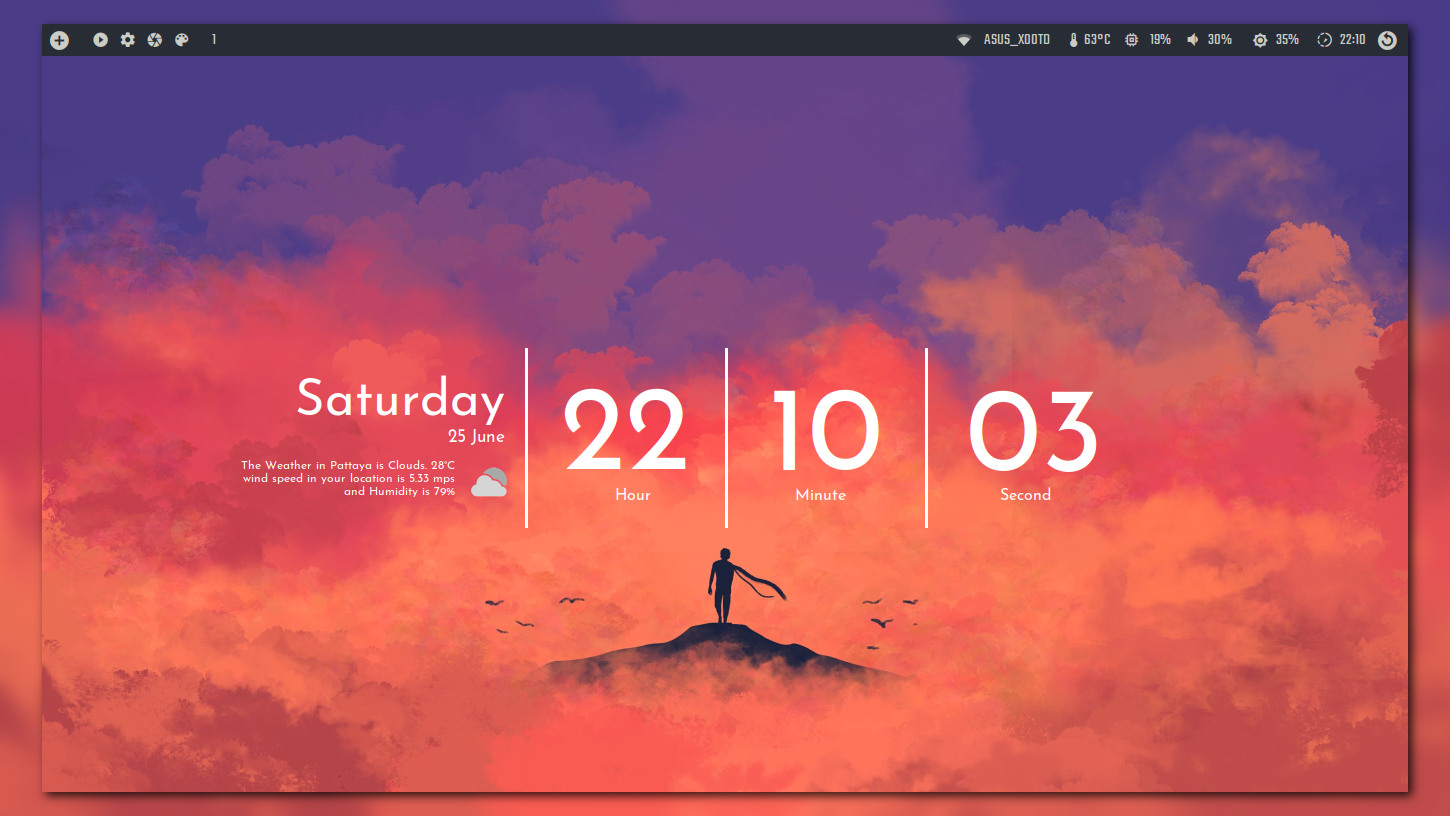 1 ASUS_X00TD 63°C 19% 30% 35% 22:10
Saturday
25 June
The Weather in Pattaya is Clouds. 28°C
wind speed in your location is 5.33 mps
and Humidity is 79%
22
Hour
10
Minute
03
Second